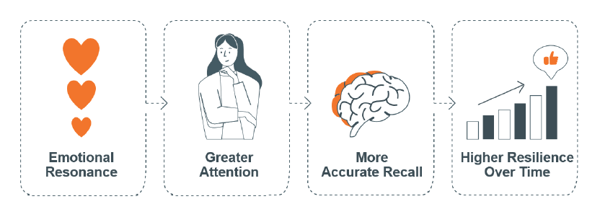 Emotional
Resonance
Greater
Attention
More
Accurate Recall
Higher Resilience
Over Time